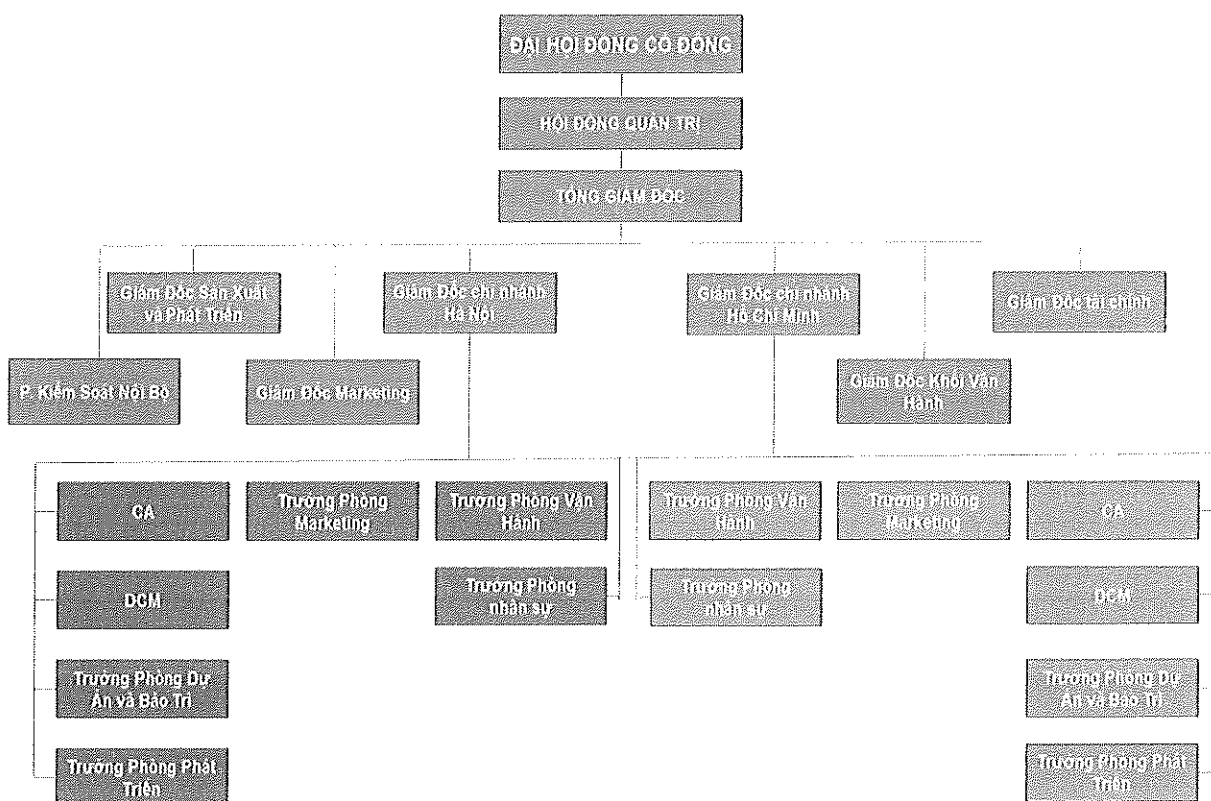 ĐẠI HỘI ĐỒNG CỔ ĐÔNG
HỘI ĐỒNG QUẢN TRỊ
TỔNG GIÁM ĐỐC
Giám Đốc Sản Xuất
và Phát Triển
Giám Đốc chi nhánh
Hà Nội
Giám Đốc chi nhánh
Hồ Chí Minh
Giám Đốc tài chính
P. Kiểm Soát Nội Bộ
Giám Đốc Marketing
Giám Đốc Khối Vận
Hành
CA
Trưởng Phòng
Marketing
Trưởng Phòng Vận
Hành
Trưởng Phòng Vận
Hành
Trưởng Phòng
Marketing
CA
DCM
Trưởng Phòng
nhân sự
Trưởng Phòng
nhân sự
DCM
Trưởng Phòng Dự
Án và Bảo Trì
Trưởng Phòng Dự
Án và Bảo Trì
Trưởng Phòng Phát
Triển
Trưởng Phòng Phát
Triển